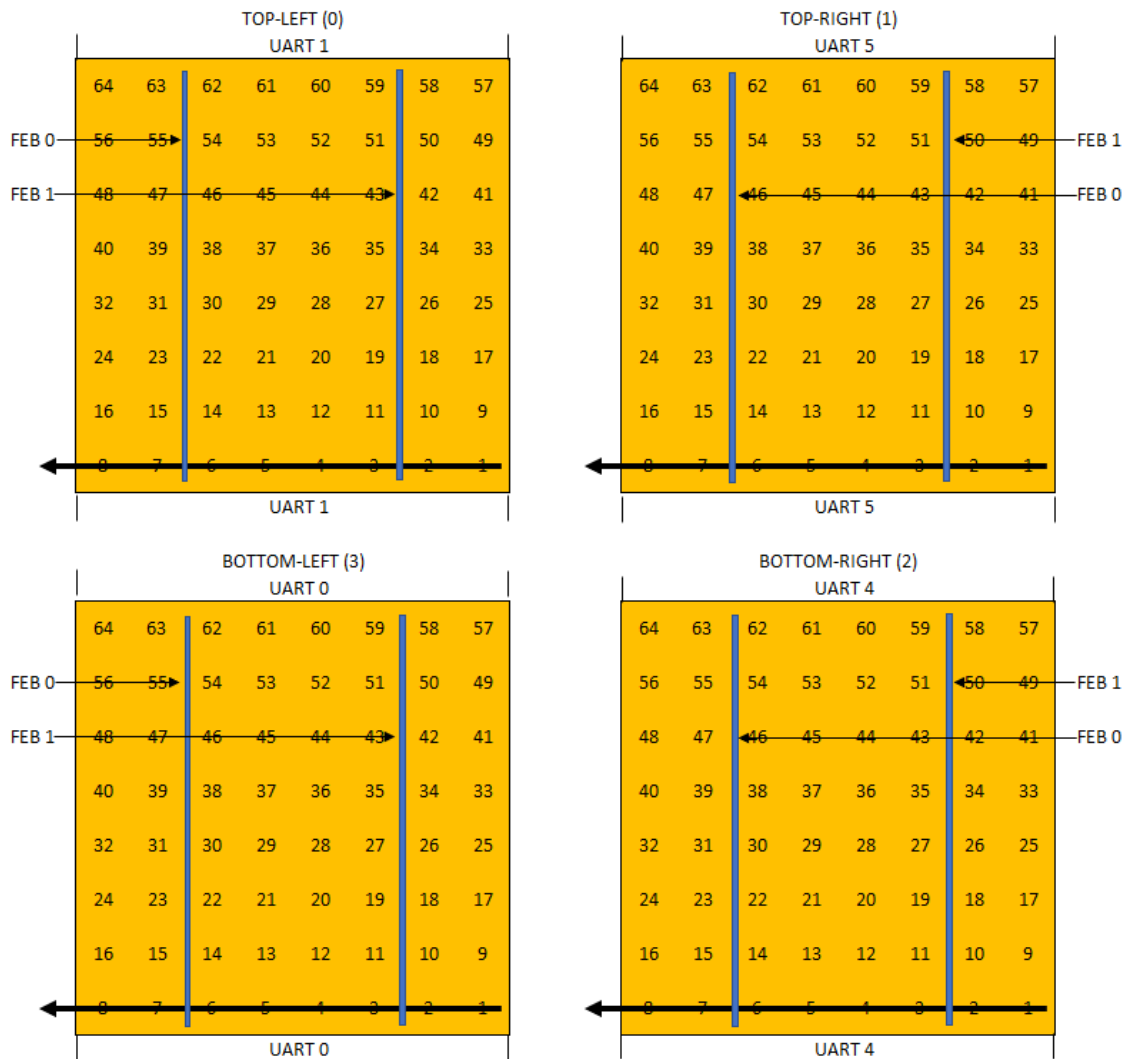 TOP-LEFT (0) TOP-RIGHT (1)
UART 1 UART 5
64 63 62 61 60 59 58 57 64 63 62 61 60 59 58 57
FEB 0 56 55 54 53 52 51 50 49 56 55 54 53 52 51 50 49 FEB 1
FEB 1 48 47 46 45 44 43 42 41 48 47 46 45 44 43 42 41 FEB 0
40 39 38 37 36 35 34 33 40 39 38 37 36 35 34 33
32 31 30 29 28 27 26 25 32 31 30 29 28 27 26 25
24 23 22 21 20 19 18 17 24 23 22 21 20 19 18 17
16 15 14 13 12 11 10 9 16 15 14 13 12 11 10 9
8 7 6 5 4 3 2 1 8 7 6 5 4 3 2 1
UART 1 UART 5
BOTTOM-LEFT (3) BOTTOM-RIGHT (2)
UART 0 UART 4
64 63 62 61 60 59 58 57 64 63 62 61 60 59 58 57
FEB 0 56 55 54 53 52 51 50 49 56 55 54 53 52 51 50 49 FEB 1
FEB 1 48 47 46 45 44 43 42 41 48 47 46 45 44 43 42 41 FEB 0
40 39 38 37 36 35 34 33 40 39 38 37 36 35 34 33
32 31 30 29 28 27 26 25 32 31 30 29 28 27 26 25
24 23 22 21 20 19 18 17 24 23 22 21 20 19 18 17
16 15 14 13 12 11 10 9 16 15 14 13 12 11 10 9
8 7 6 5 4 3 2 1 8 7 6 5 4 3 2 1
UART 0 UART 4